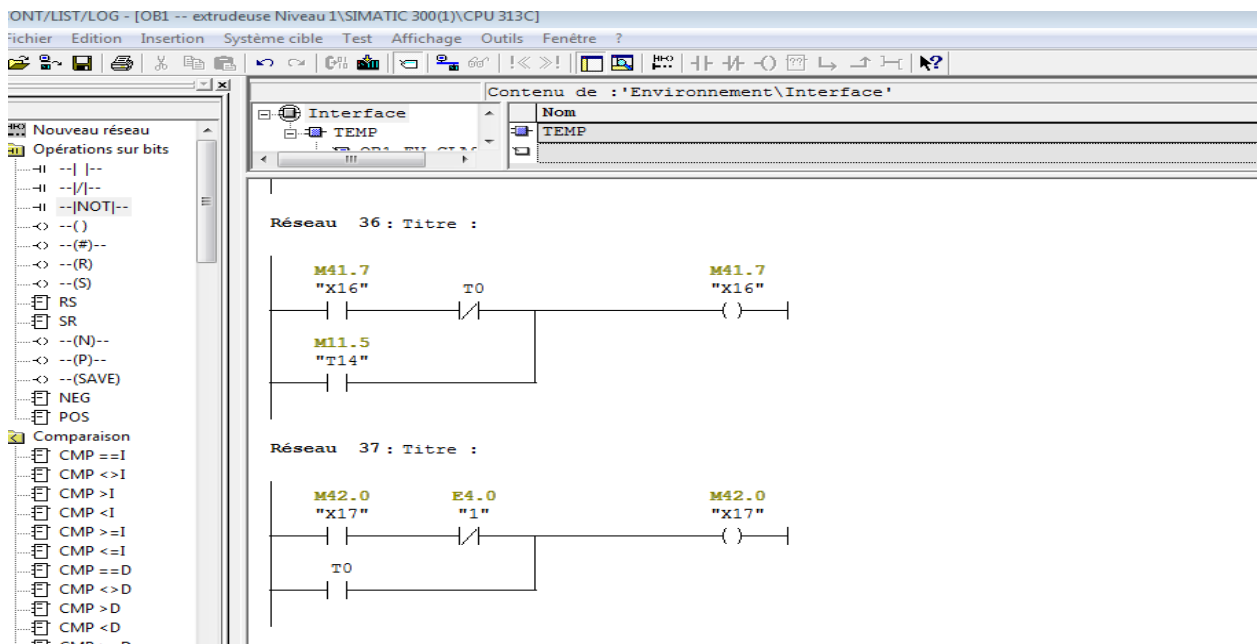 CONT/LIST/LOG - [OB1 -- extrudeuse Niveau 1\SIMATIC 300(1)\CPU 313C]
Fichier Edition Insertion Système cible Test Affichage Outils Fenêtre ?
Contenu de :'Environnement\Interface'
Interface
TEMP
Nom
TEMP
Nouveau réseau
Opérations sur bits
--| |--
--|/|--
--|NOT|--
--( )
--(#)--
--(R)
--(S)
RS
SR
--(N)--
--(P)--
--(SAVE)
NEG
POS
Comparaison
CMP ==I
CMP <>I
CMP >I
CMP <I
CMP >=I
CMP <=I
CMP ==D
CMP <>D
CMP >D
CMP <D
Réseau 36 : Titre :
M41.7 M41.7
"X16" T0 "X16"
M11.5
"T14"
Réseau 37 : Titre :
M42.0 E4.0 M42.0
"X17" "1" "X17"
T0